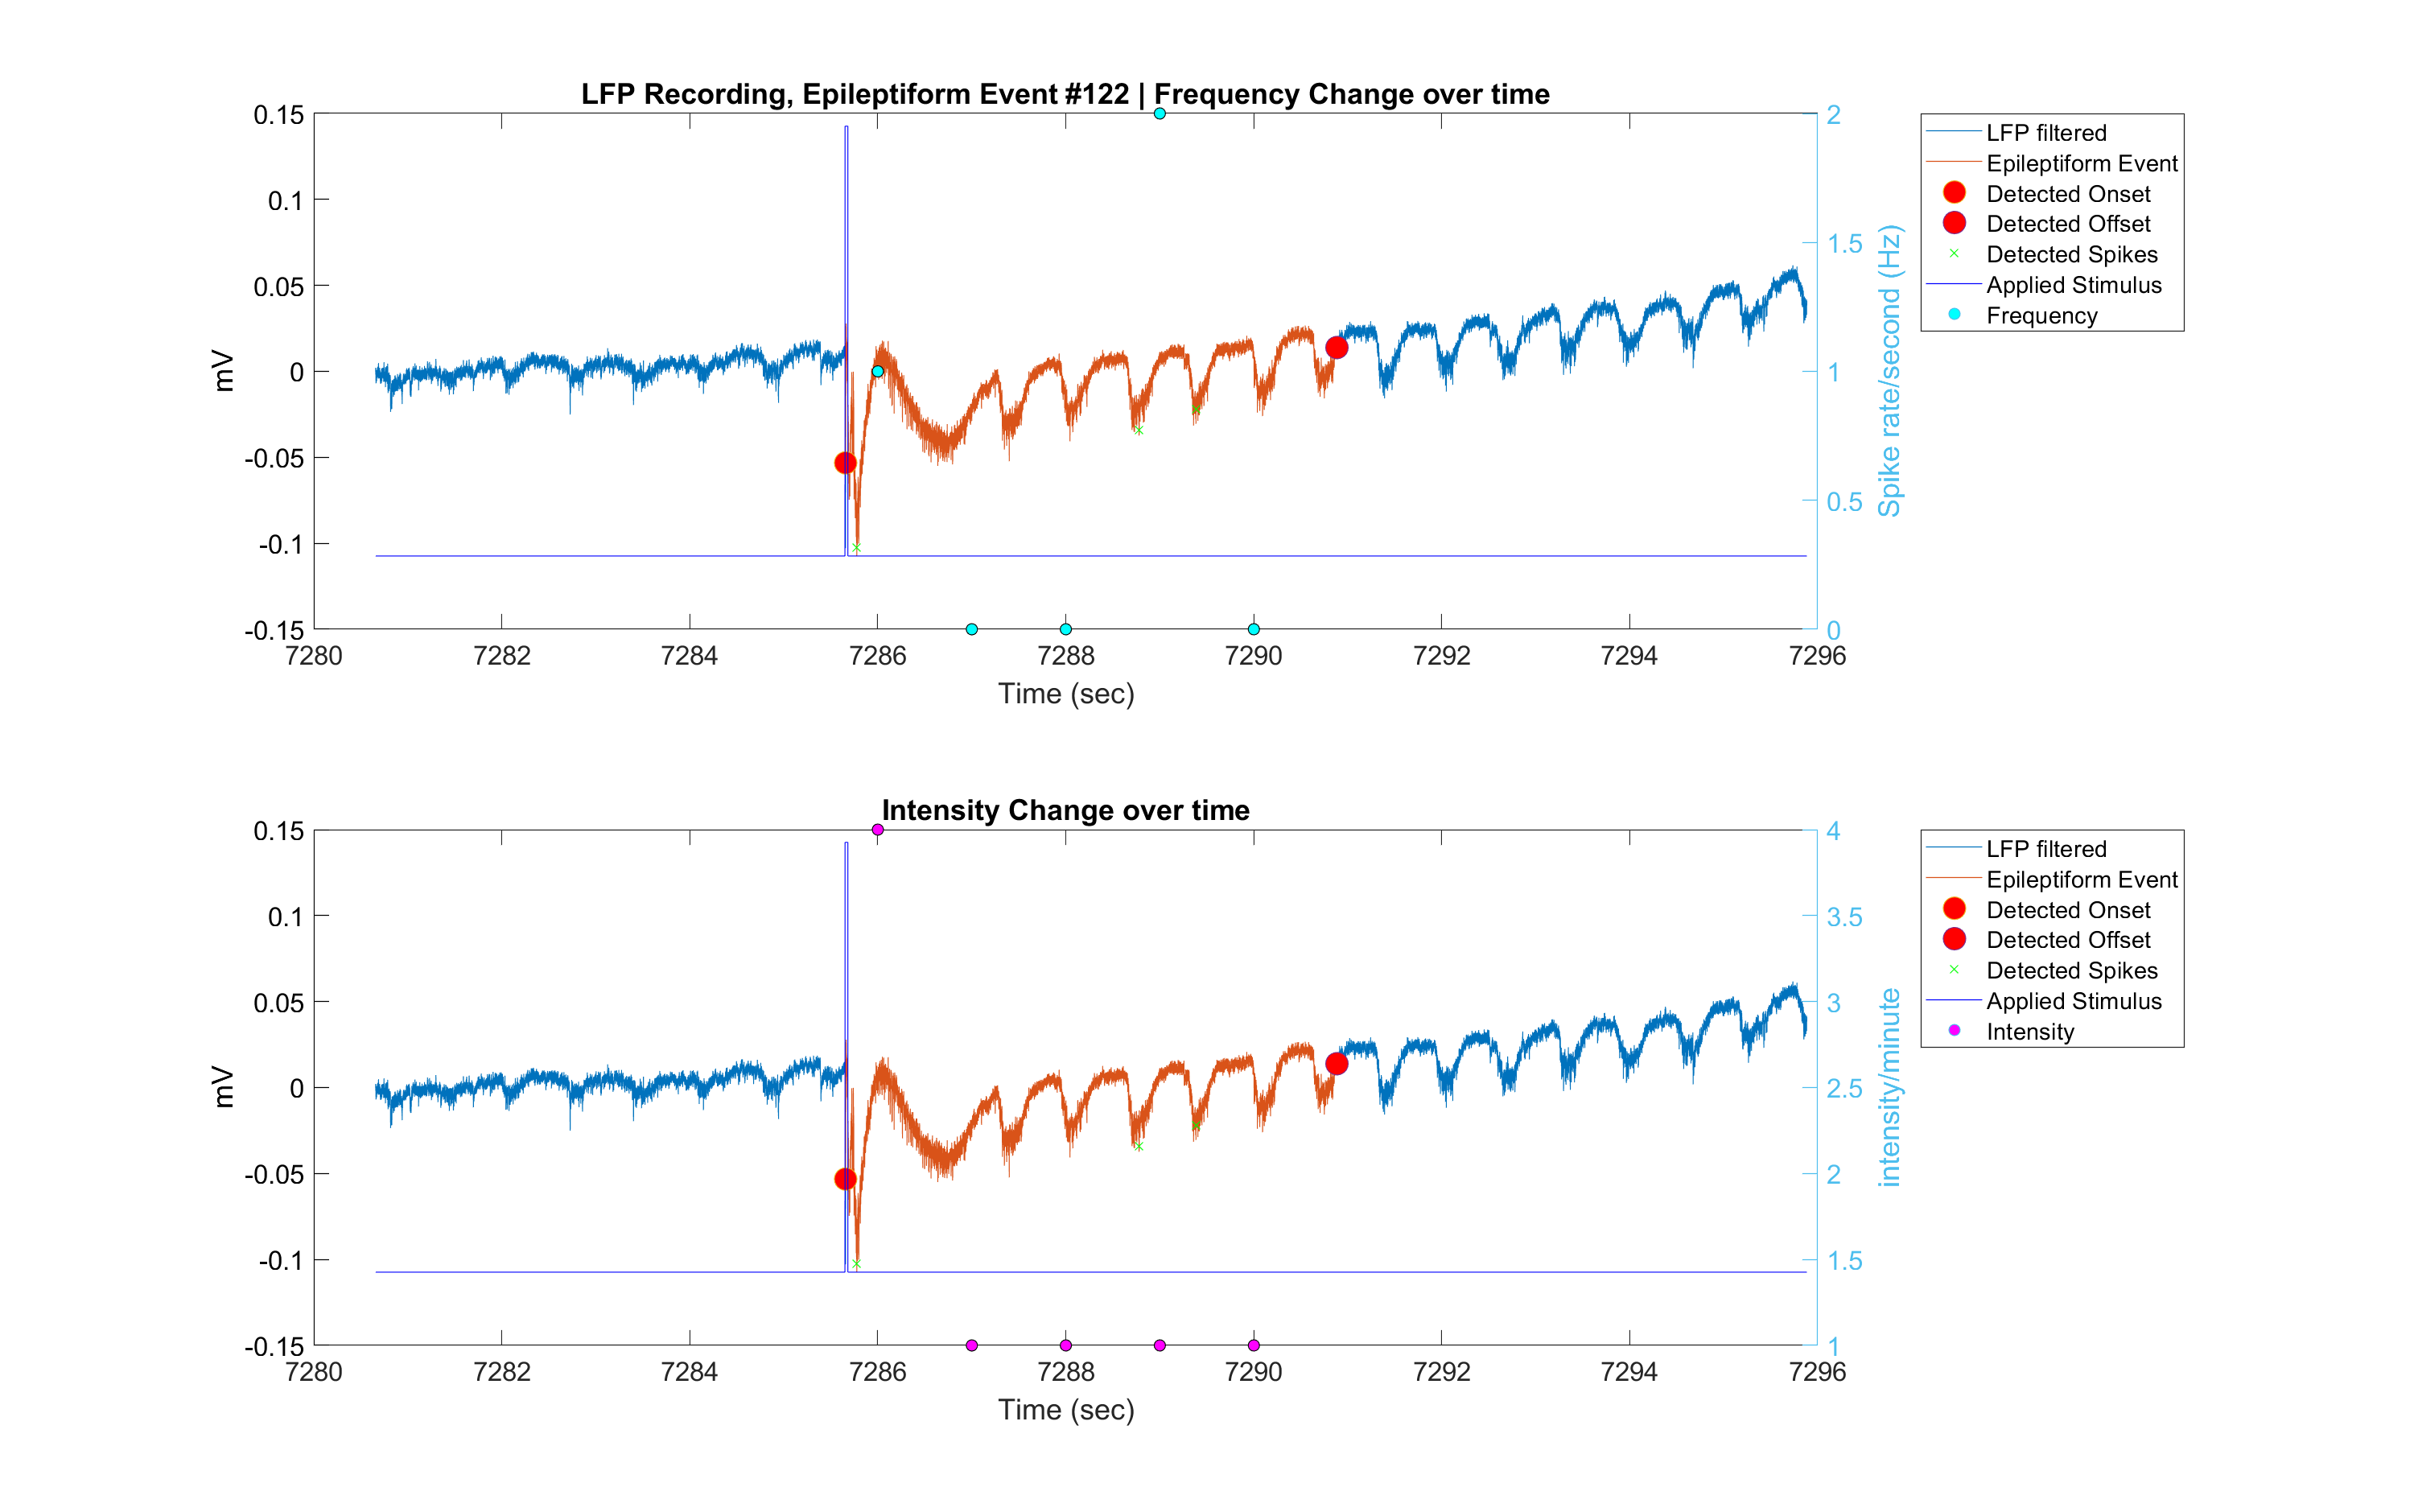 LFP Recording, Epileptiform Event #122 | Frequency Change over time
0.15
0.1
0.05
0
-0.05
-0.1
-0.15
mV
2
1.5
1
0.5
0
Spike rate/second (Hz)
7280 7282 7284 7286 7288 7290 7292 7294 7296
Time (sec)
LFP filtered
Epileptiform Event
Detected Onset
Detected Offset
Detected Spikes
Applied Stimulus
Frequency
Intensity Change over time
0.15
0.1
0.05
0
-0.05
-0.1
-0.15
mV
4
3.5
3
2.5
2
1.5
1
intensity/minute
7280 7282 7284 7286 7288 7290 7292 7294 7296
Time (sec)
LFP filtered
Epileptiform Event
Detected Onset
Detected Offset
Detected Spikes
Applied Stimulus
Intensity